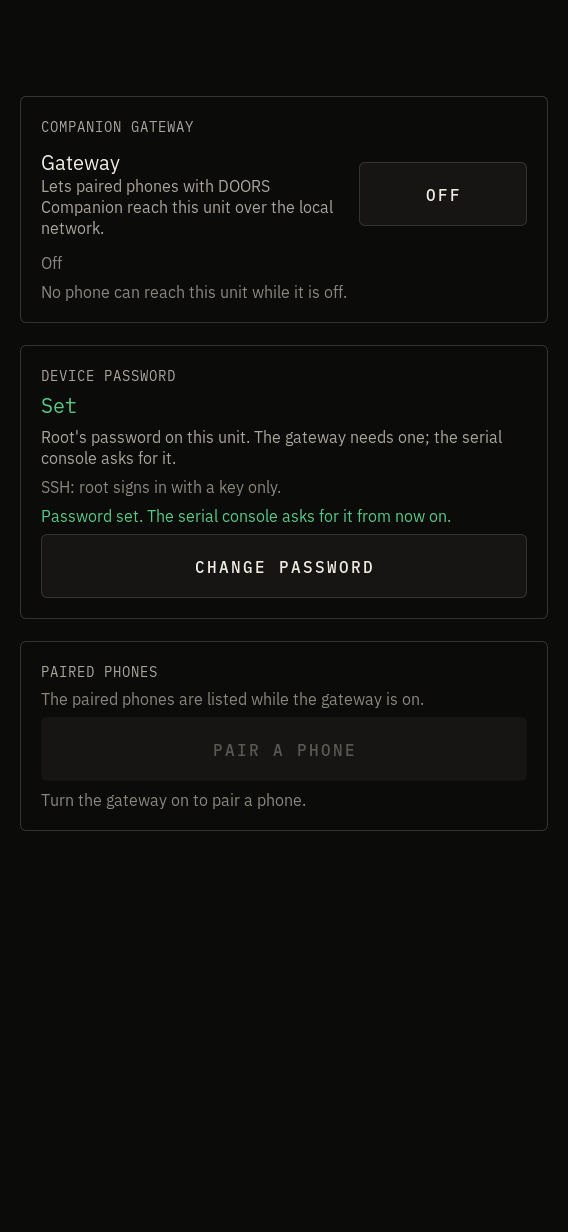 COMPANION GATEWAY
Gateway
Lets paired phones with DOORS
Companion reach this unit over the local
network.
OFF
Off
No phone can reach this unit while it is off.
DEVICE PASSWORD
Set
Root's password on this unit. The gateway needs one; the serial
console asks for it.
SSH: root signs in with a key only.
Password set. The serial console asks for it from now on.
CHANGE PASSWORD
PAIRED PHONES
The paired phones are listed while the gateway is on.
PAIR A PHONE
Turn the gateway on to pair a phone.